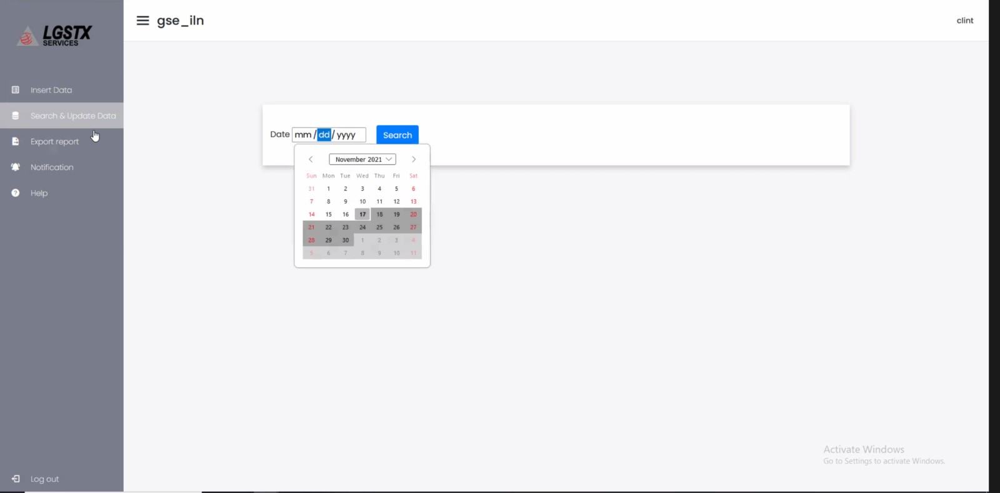 LGSTX
SERVICES
gse_iln
clint
Insert Data
Search & Update Data
Export report
Notification
Help
Log out
Date mm / dd / yyyy Search
November 2021
Sun Mon Tue Wed Thu Fri Sat
31 1 2 3 4 5 6
7 8 9 10 11 12 13
14 15 16 17 18 19 20
21 22 23 24 25 26 27
28 29 30 1 2 3 4
5 6 7 8 9 10 11
Activate Windows
Go to Settings to activate Windows.